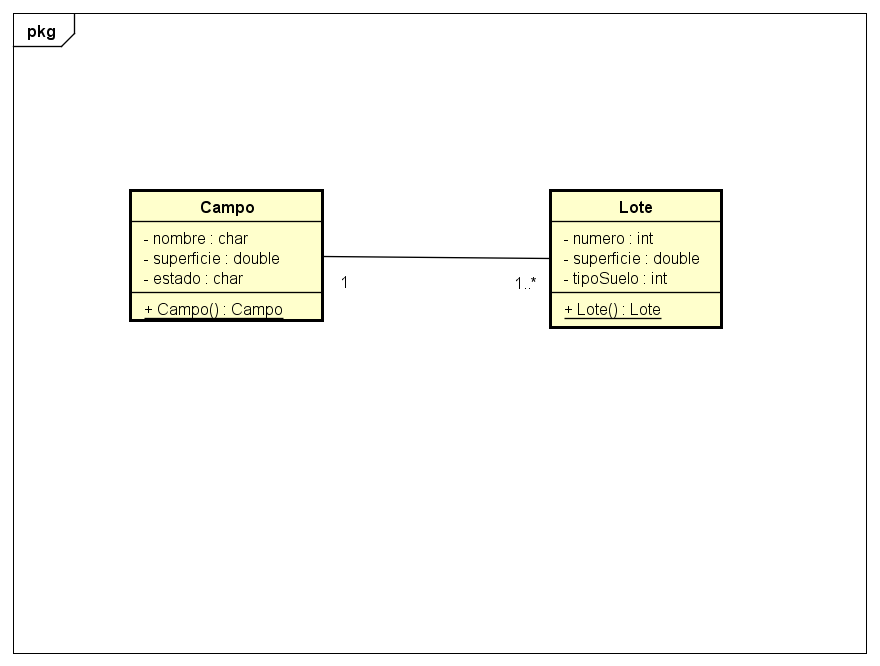 pkg
Campo
- nombre : char
- superficie : double
- estado : char
+ Campo() : Campo
1
1..*
Lote
- numero : int
- superficie : double
- tipoSuelo : int
+ Lote() : Lote